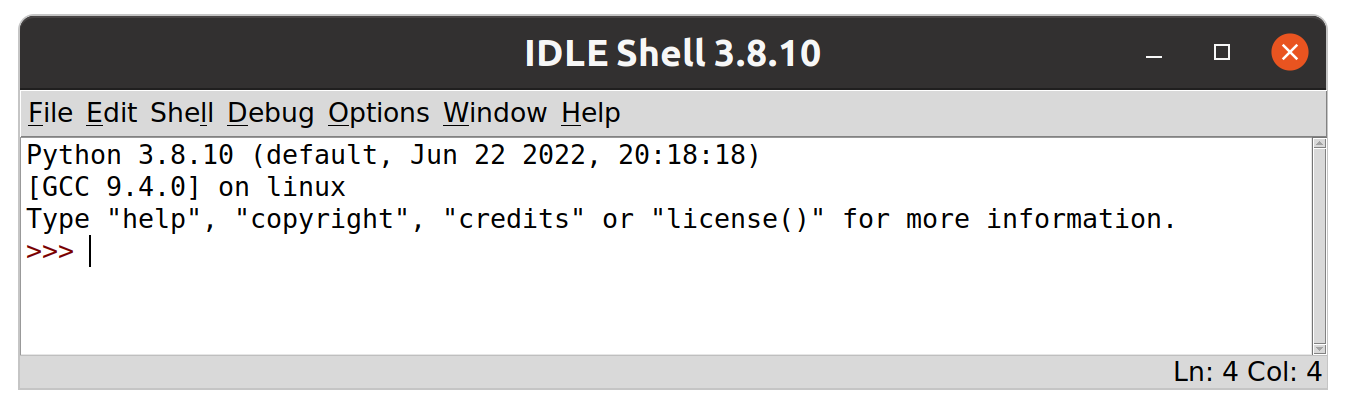 IDLE Shell 3.8.10
File Edit Shell Debug Options Window Help
Python 3.8.10 (default, Jun 22 2022, 20:18:18)
[GCC 9.4.0] on linux
Type "help", "copyright", "credits" or "license()" for more information.
>>>
Ln: 4 Col: 4